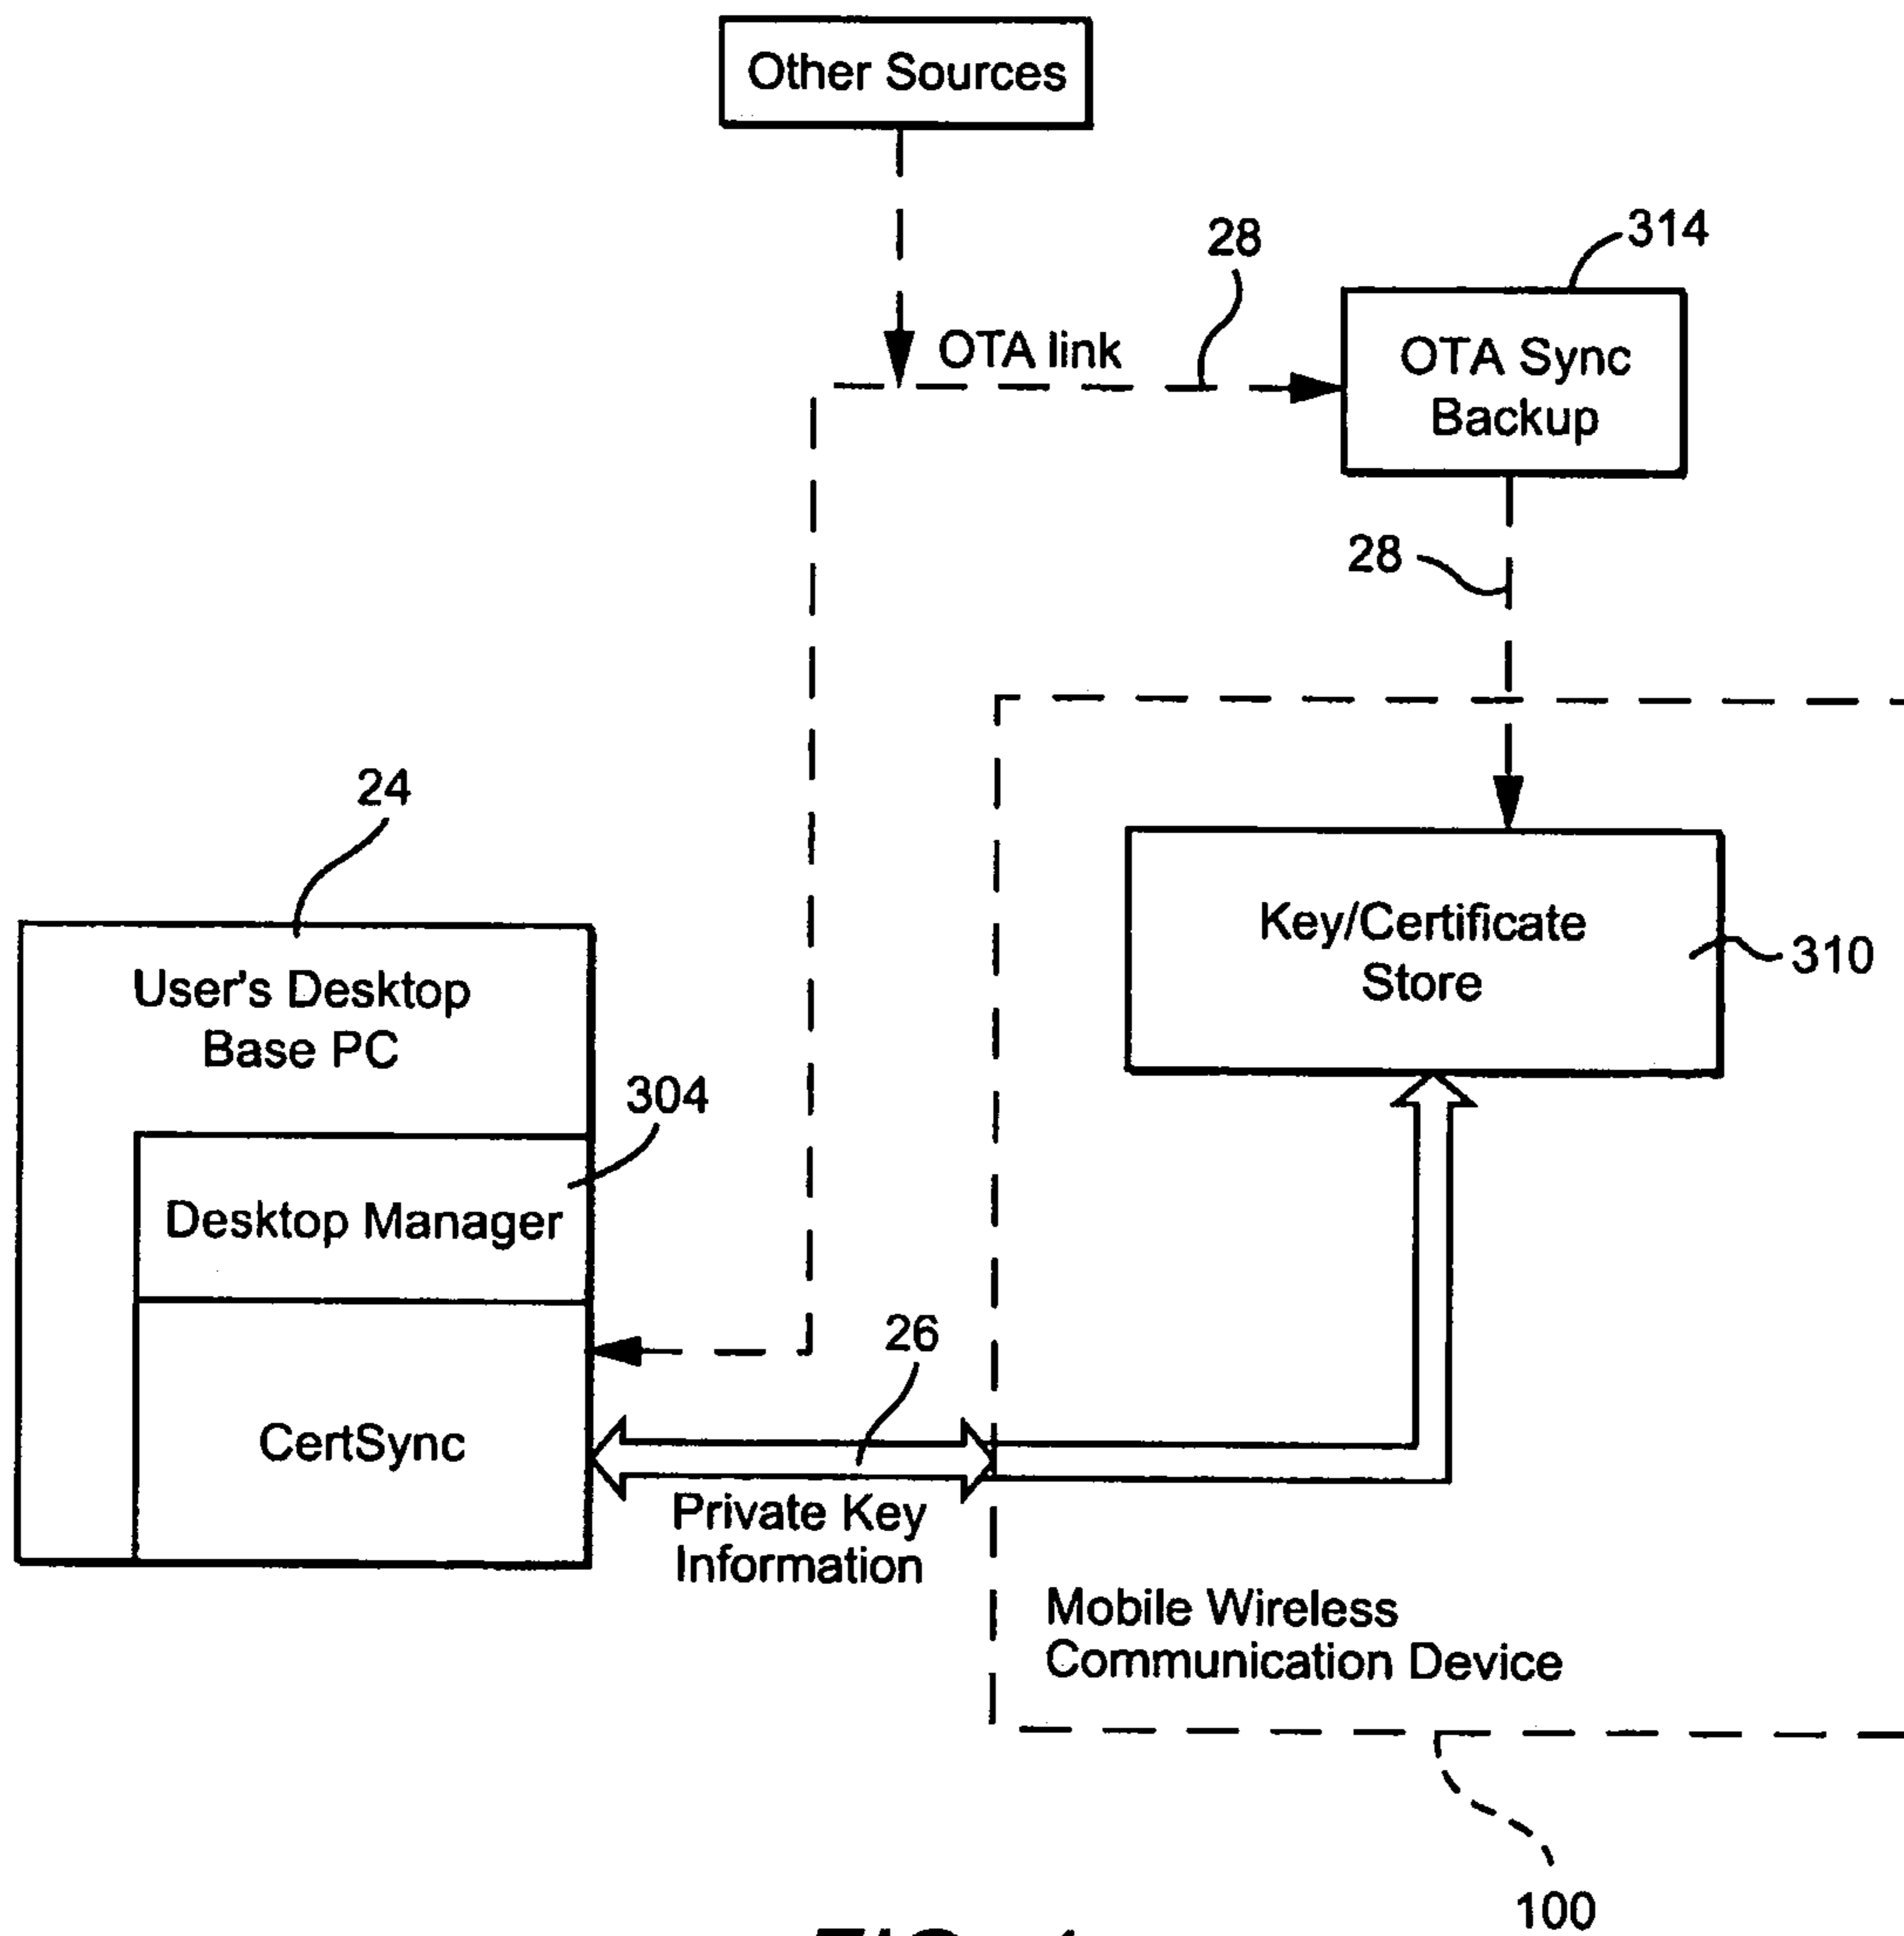 Other Sources
314
28
OTA link
OTA Sync
Backup
28
24
Key/Certificate
Store
310
User's Desktop
Base PC
304
Desktop Manager
26
CertSync
Private Key
Information
Mobile Wireless
Communication Device
100